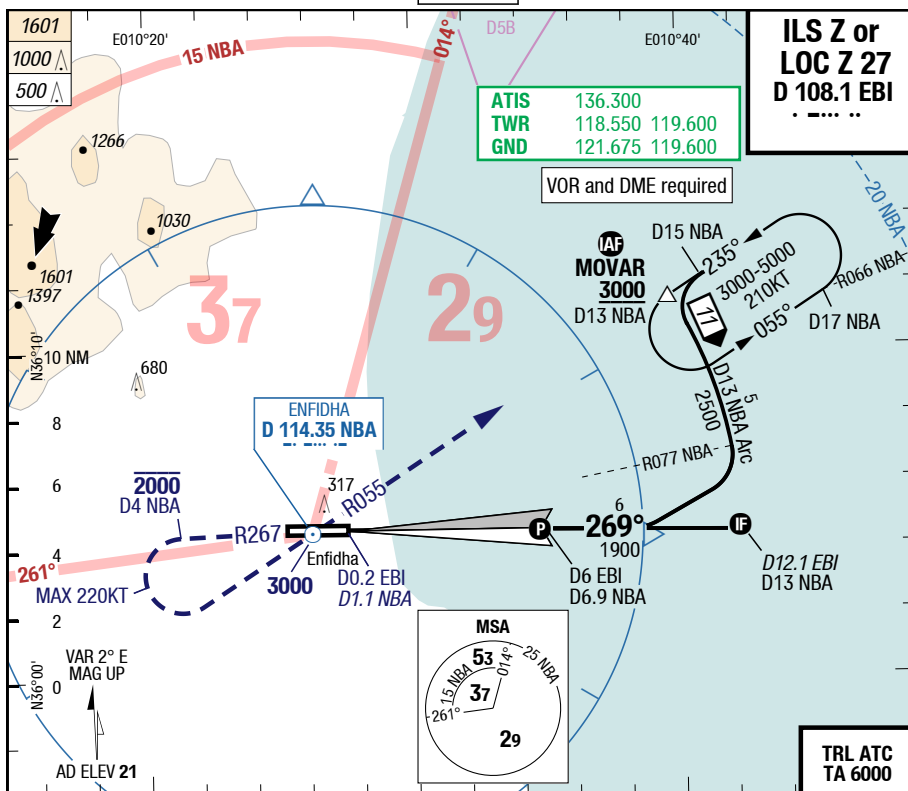 1601
1000
500
E010°20'
15 NBA
014°
D5B
E010°40'
ILS Z or
LOC Z 27
D 108.1 EBI
ATIS 136.300
TWR 118.550 119.600
GND 121.675 119.600
VOR and DME required
20 NBA
1266
1030
1601
1397
37
29
IAF
MOVAR
3000
D13 NBA
D15 NBA
235°
3000-5000
210KT
11
055°
R066 NBA
D17 NBA
N36°10'
10 NM
680
D13 NBA Arc
5
2500
R077 NBA
ENFIDHA
D 114.35 NBA
8
6
4
2
0
2000
D4 NBA
R267
317
R055
261°
MAX 220KT
3000
Enfidha
D0.2 EBI
D1.1 NBA
P
D6 EBI
D6.9 NBA
6
269°
1900
IF
D12.1 EBI
D13 NBA
MSA
53
15 NBA
014°
25 NBA
37
261°
29
N36°00'
VAR 2° E
MAG UP
AD ELEV 21
TRL ATC
TA 6000